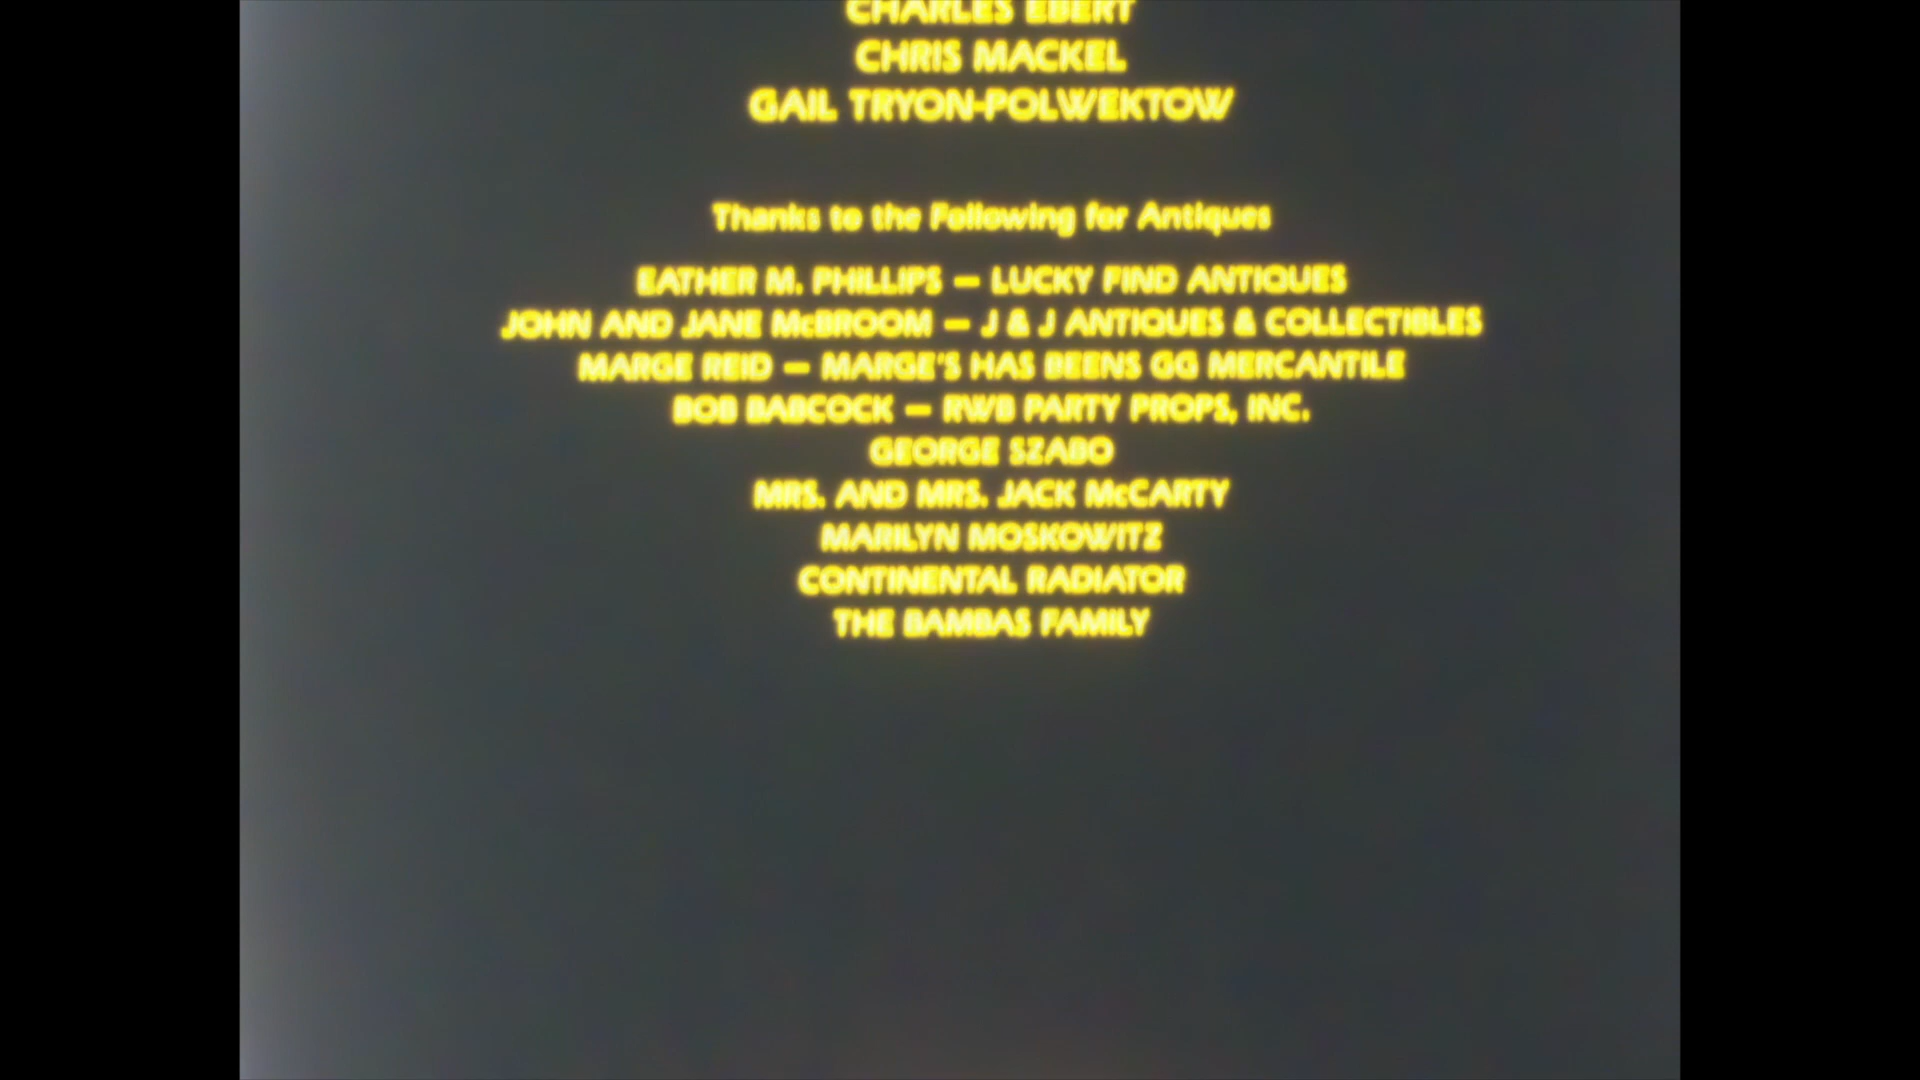 CHARLES EBERT
CHRIS MACKEL
GAIL TRYON-POLWEKTOW
Thanks to the Following for Antiques
EATHER M. PHILLIPS — LUCKY FIND ANTIQUES
JOHN AND JANE McBROOM — J & J ANTIQUES & COLLECTIBLES
MARGE REID — MARGE'S HAS BEENS GG MERCANTILE
BOB BABCOCK — RWB PARTY PROPS, INC.
GEORGE SZABO
MRS. AND MRS. JACK McCARTY
MARILYN MOSKOWITZ
CONTINENTAL RADIATOR
THE BAMBAS FAMILY